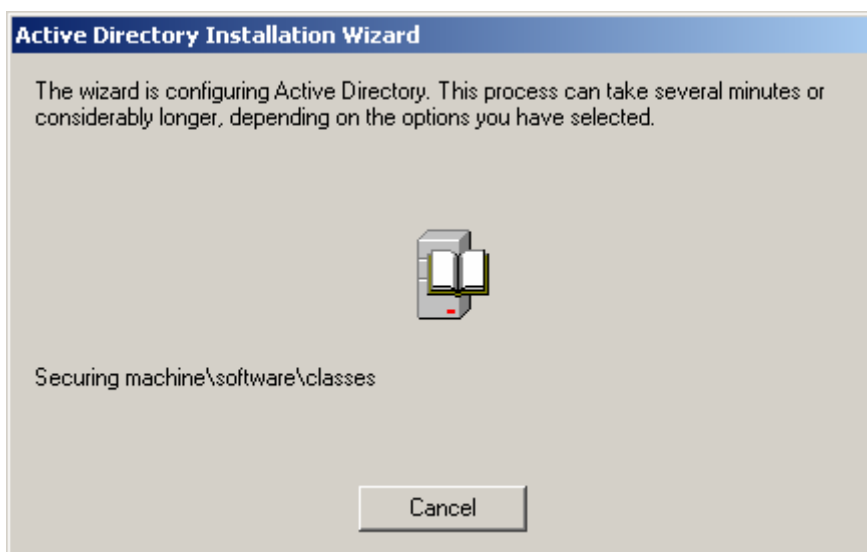 Active Directory Installation Wizard
The wizard is configuring Active Directory. This process can take several minutes or
considerably longer, depending on the options you have selected.
Securing machine\software\classes
Cancel